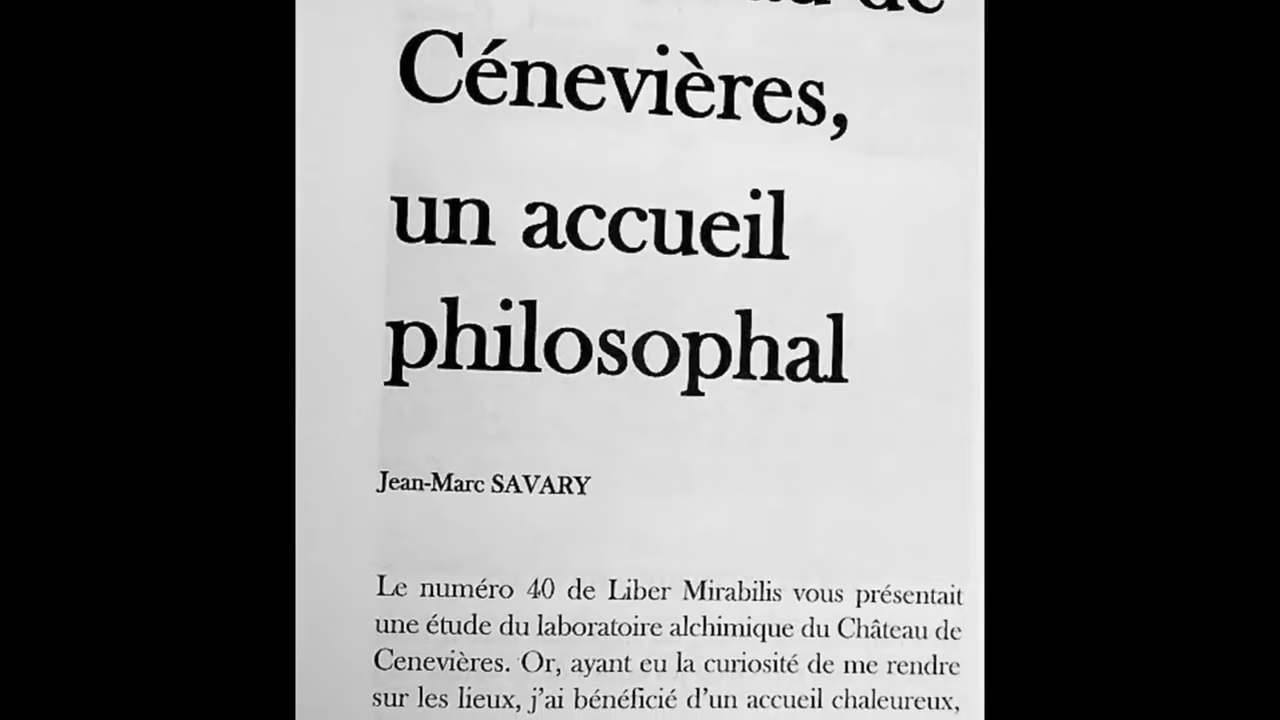 de
Cénevières,
un accueil
philosophal
Jean-Marc SAVARY
Le numéro 40 de Liber Mirabilis vous présentait
une étude du laboratoire alchimique du Château de
Cenevières. Or, ayant eu la curiosité de me rendre
sur les lieux, j'ai bénéficié d'un accueil chaleureux,